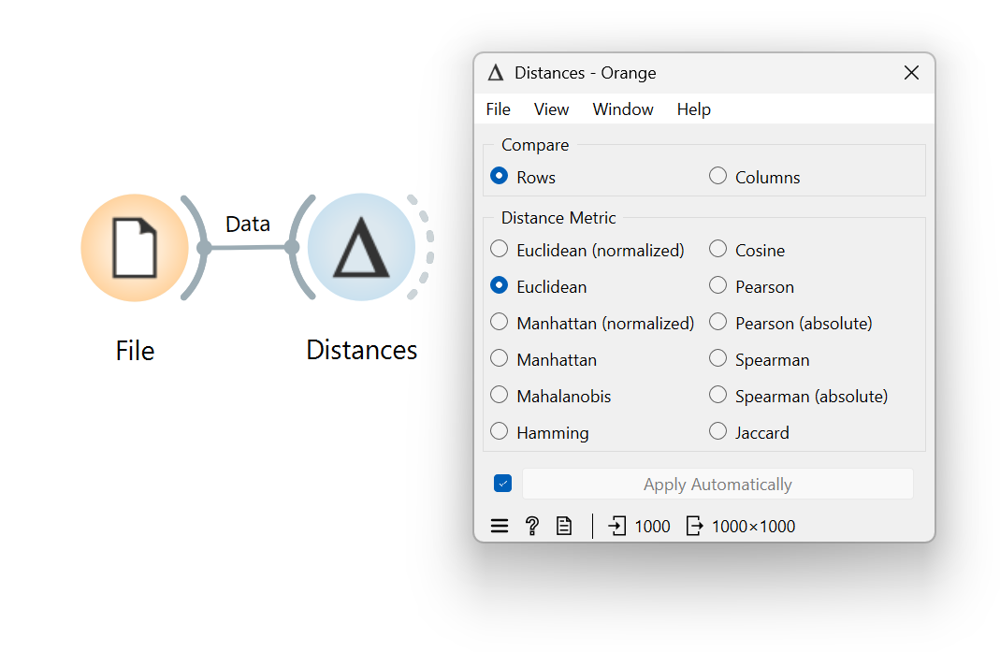 Distances - Orange
File View Window Help
Compare
Rows Columns
Distance Metric
Euclidean (normalized) Cosine
Euclidean Pearson
Manhattan (normalized) Pearson (absolute)
Manhattan Spearman
Mahalanobis Spearman (absolute)
Hamming Jaccard
Apply Automatically
? 1000 1000×1000
Data
File
Distances